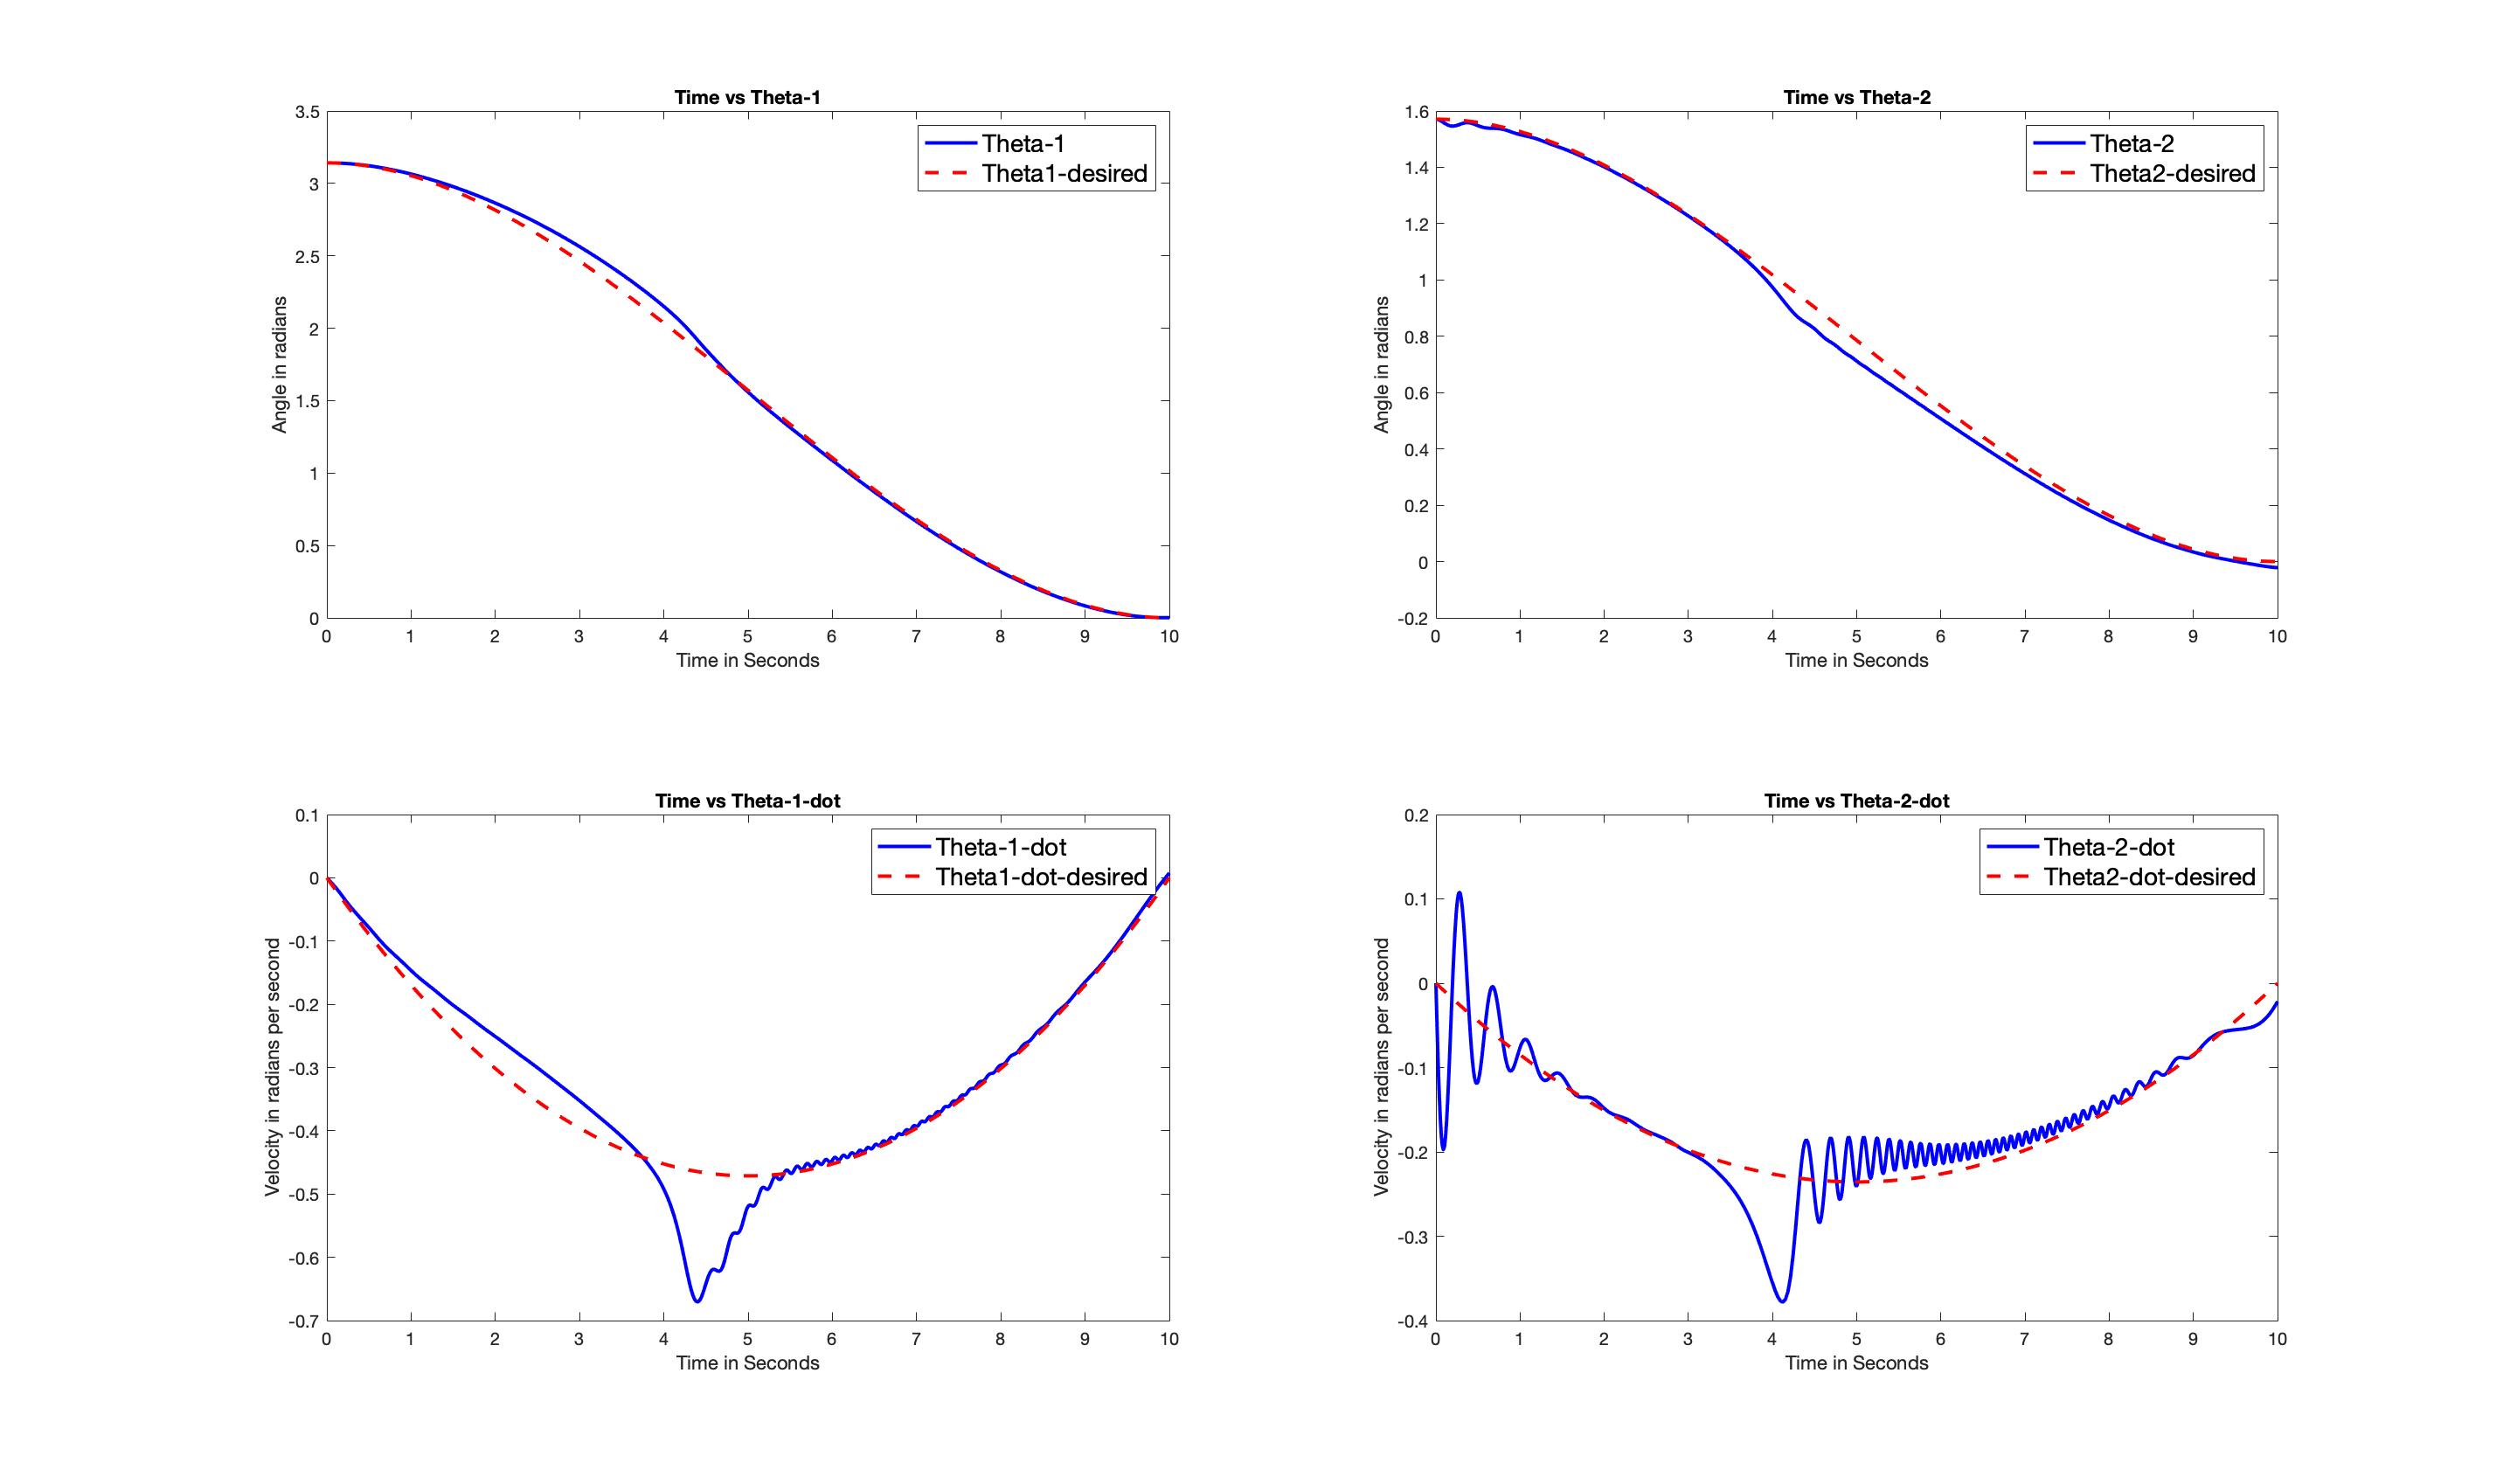 Time vs Theta-1
3.5
3
2.5
2
1.5
1
0.5
0
Angle in radians
Theta-1
Theta1-desired
0 1 2 3 4 5 6 7 8 9 10
Time in Seconds
Time vs Theta-2
1.6
1.4
1.2
1
0.8
0.6
0.4
0.2
0
-0.2
Angle in radians
Theta-2
Theta2-desired
0 1 2 3 4 5 6 7 8 9 10
Time in Seconds
Time vs Theta-1-dot
0.1
0
-0.1
-0.2
-0.3
-0.4
-0.5
-0.6
-0.7
Velocity in radians per second
Theta-1-dot
Theta1-dot-desired
0 1 2 3 4 5 6 7 8 9 10
Time in Seconds
Time vs Theta-2-dot
0.2
0.1
0
-0.1
-0.2
-0.3
-0.4
Velocity in radians per second
Theta-2-dot
Theta2-dot-desired
0 1 2 3 4 5 6 7 8 9 10
Time in Seconds